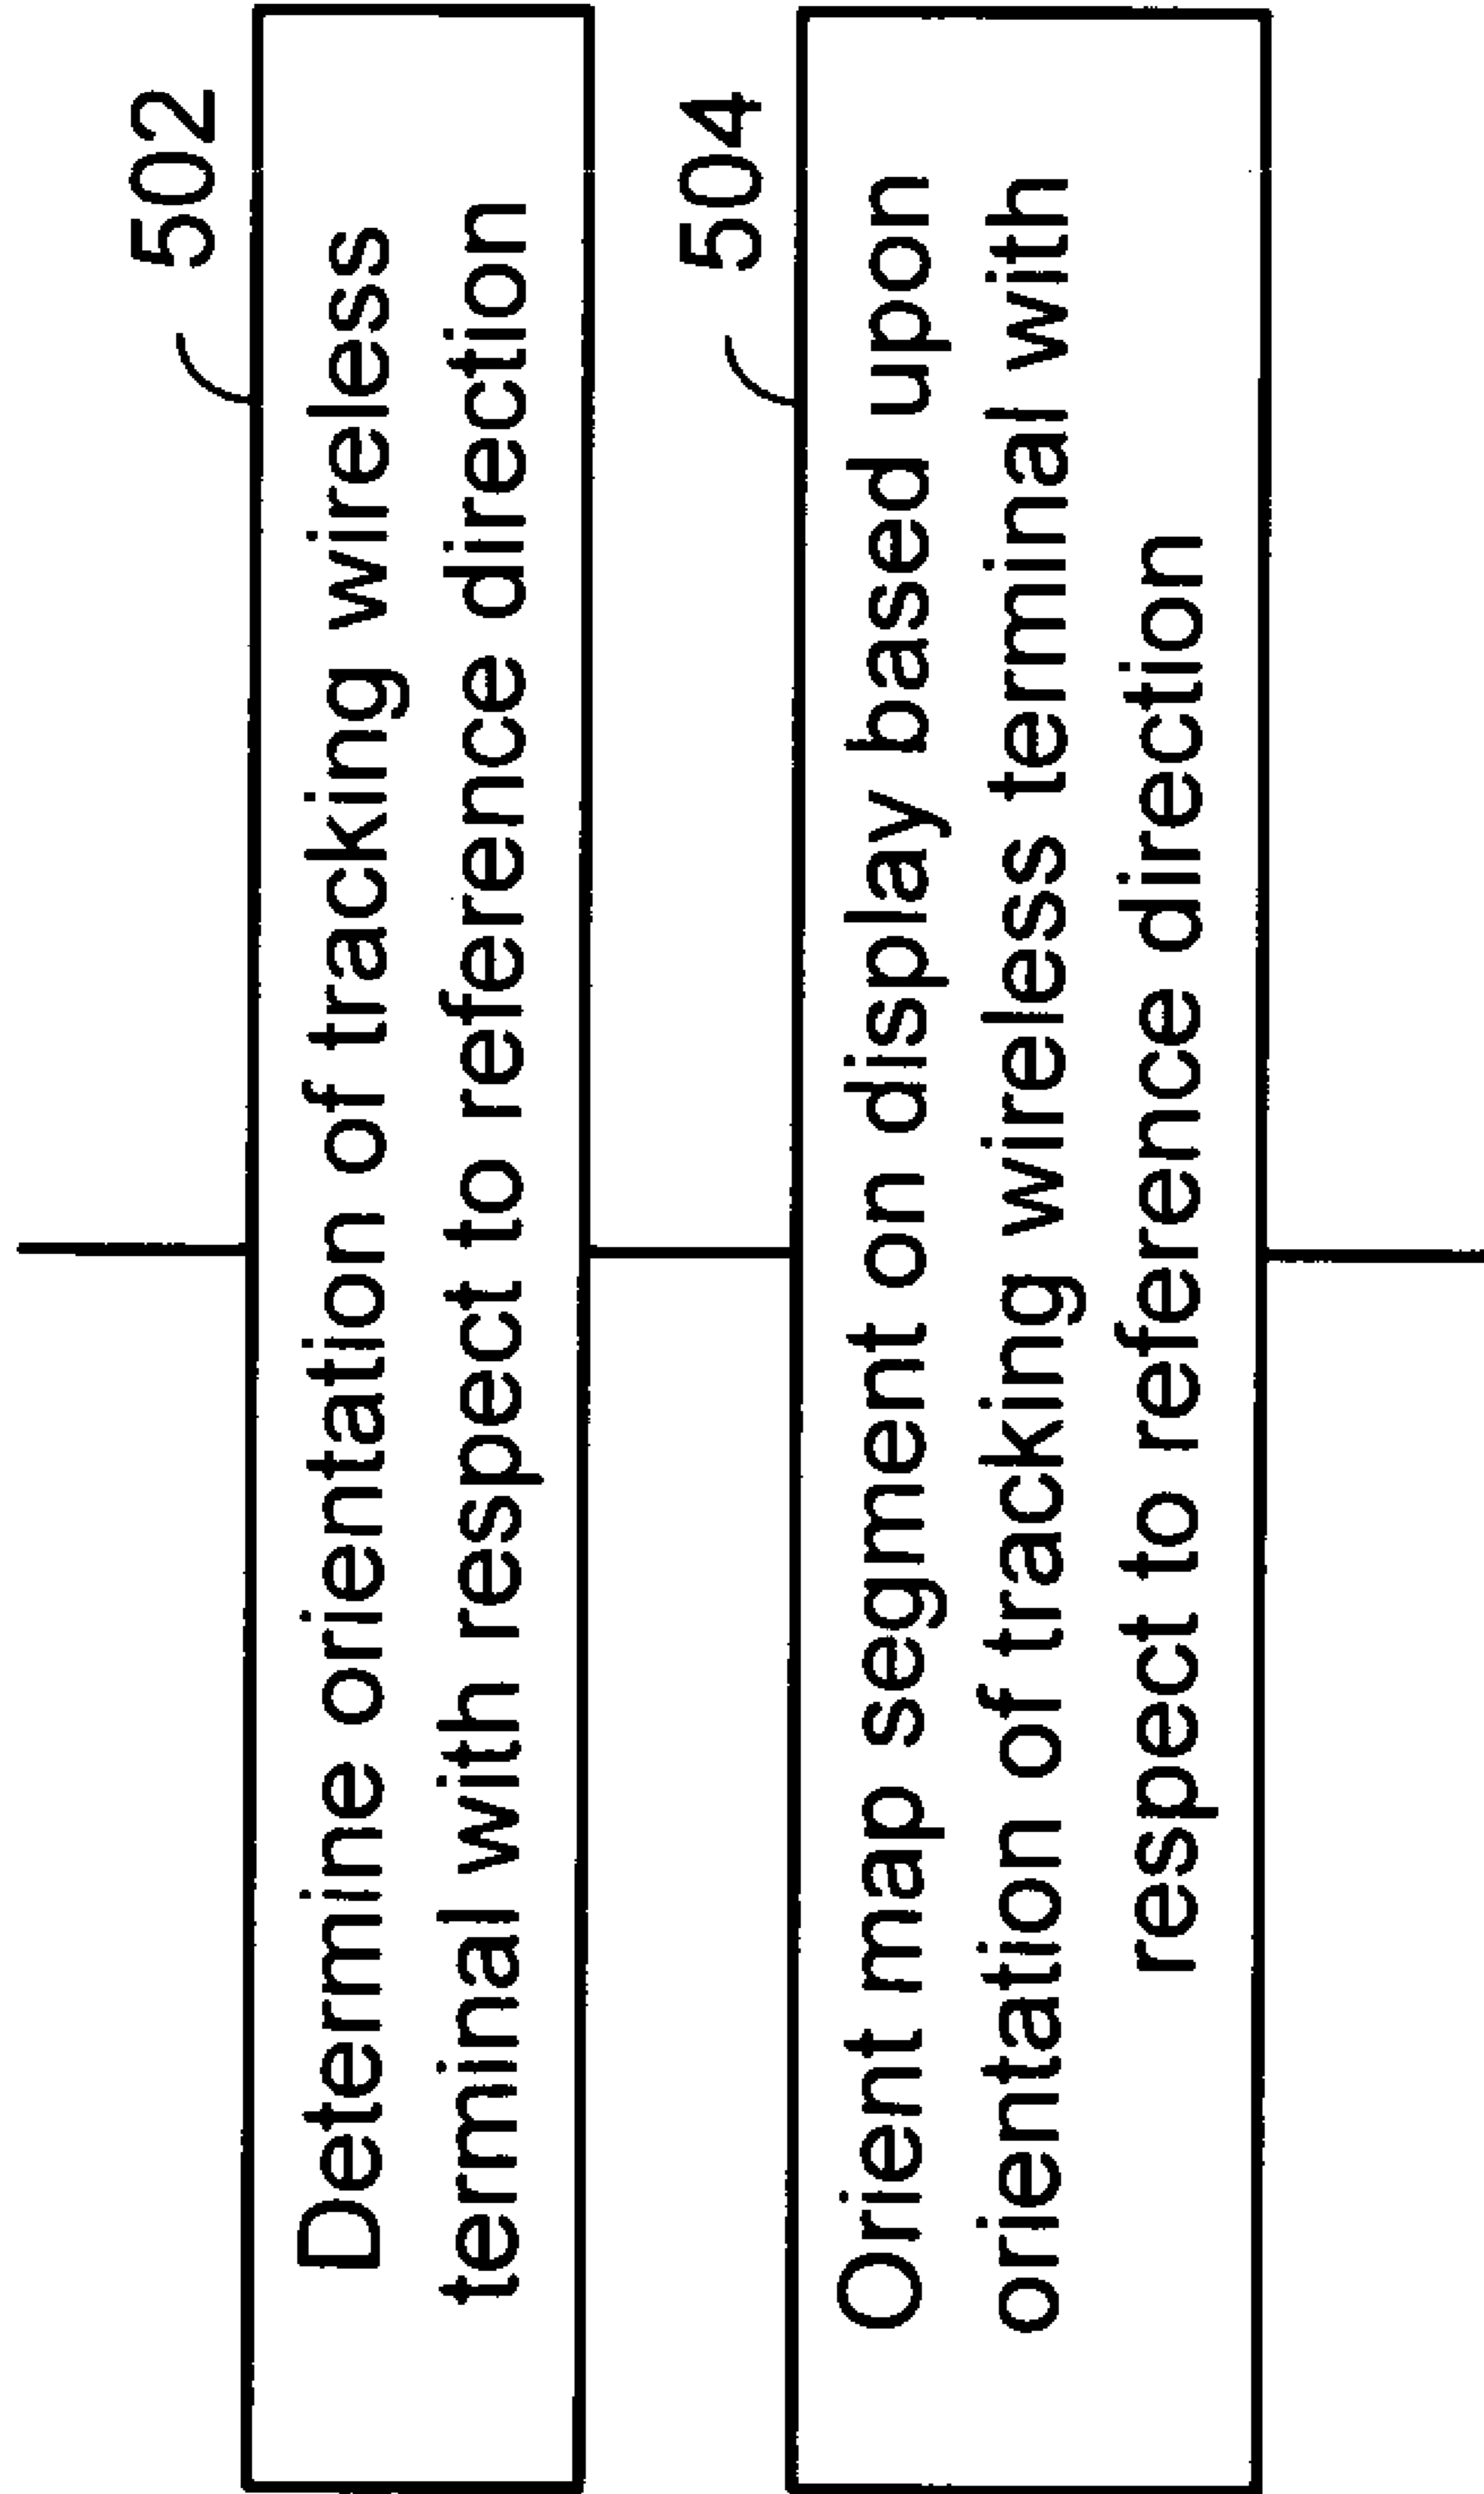 502
Determine orientation of tracking wireless
terminal with respect to reference direction
504
Orient map segment on display based upon
orientation of tracking wireless terminal with
respect to reference direction